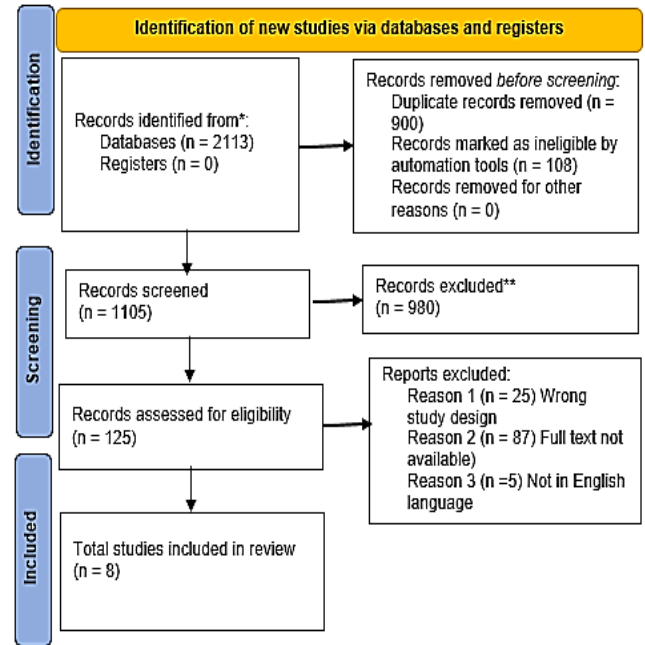 Identification of new studies via databases and registers
Identification
Records identified from*:
Databases (n = 2113)
Registers (n = 0)
Records removed before screening:
Duplicate records removed (n =
900)
Records marked as ineligible by
automation tools (n = 108)
Records removed for other
reasons (n = 0)
Screening
Records screened
(n = 1105)
Records excluded**
(n = 980)
Records assessed for eligibility
(n = 125)
Reports excluded:
Reason 1 (n = 25) Wrong
study design
Reason 2 (n = 87) Full text not
available)
Reason 3 (n =5) Not in English
language
Included
Total studies included in review
(n = 8)